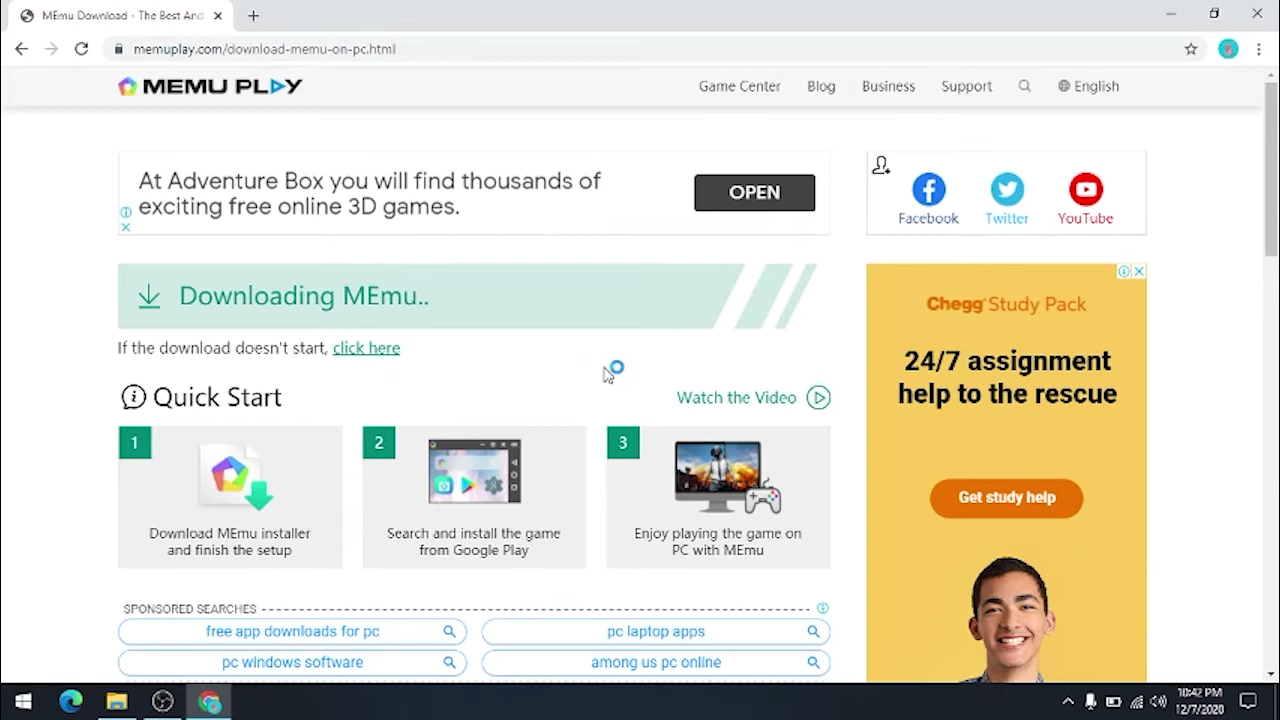 MEmu Download - The Best And
memuplay.com/download-memu-on-pc.html
MEMU PLAY
Game Center
Blog
Business
Support
English
At Adventure Box you will find thousands of
exciting free online 3D games.
OPEN
Facebook
Twitter
YouTube
Downloading MEmu..
If the download doesn't start, click here
Quick Start
Watch the Video
1
Download MEmu installer
and finish the setup
2
Search and install the game
from Google Play
3
Enjoy playing the game on
PC with MEmu
Chegg Study Pack
24/7 assignment
help to the rescue
Get study help
SPONSORED SEARCHES
free app downloads for pc
pc laptop apps
pc windows software
among us pc online
10:42 PM
12/7/2020